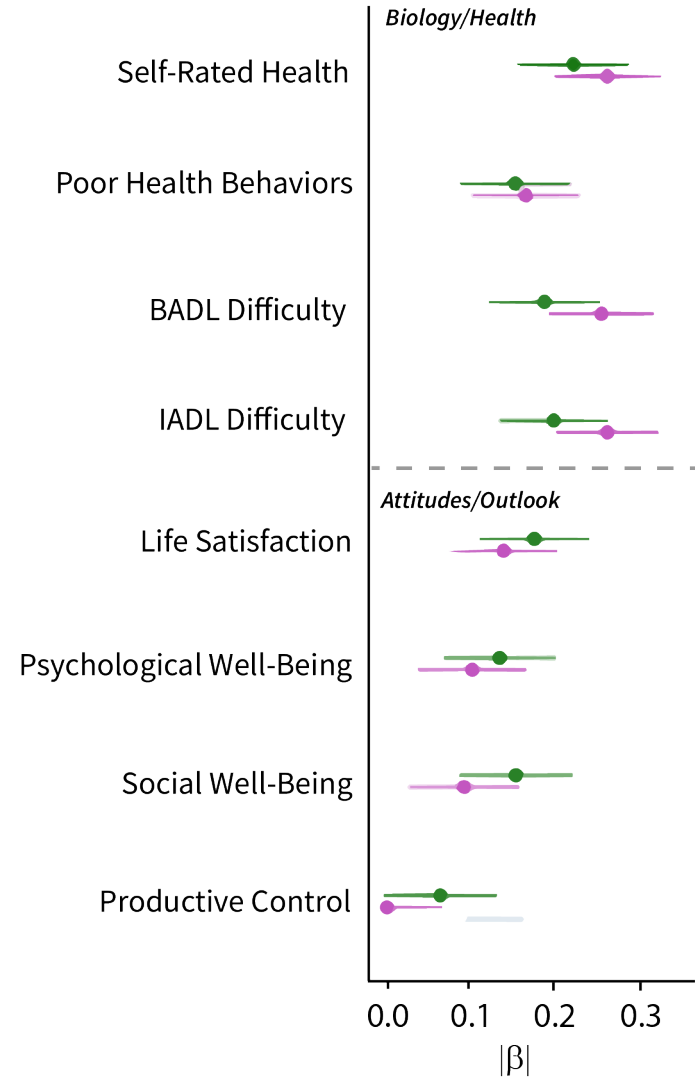 Biology/Health
Self-Rated Health
Poor Health Behaviors
BADL Difficulty
IADL Difficulty
Attitudes/Outlook
Life Satisfaction
Psychological Well-Being
Social Well-Being
Productive Control
0.0 0.1 0.2 0.3
|β|